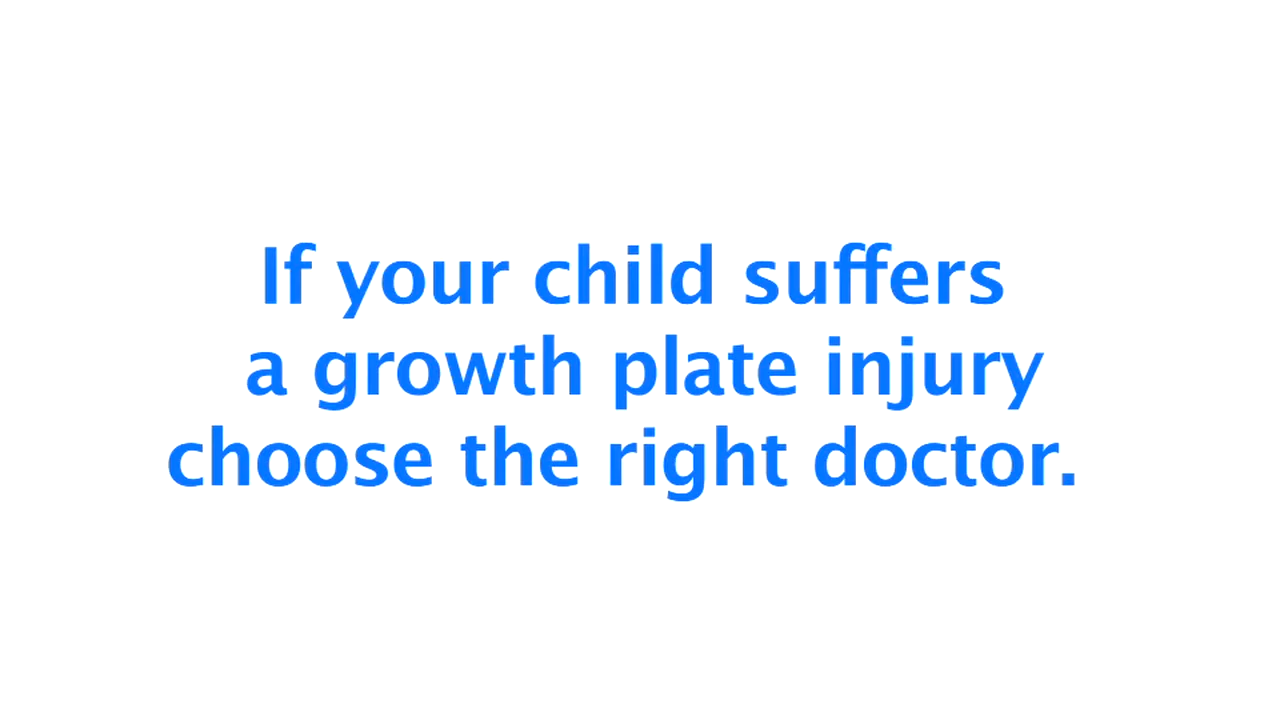 If your child suffers
a growth plate injury
choose the right doctor.